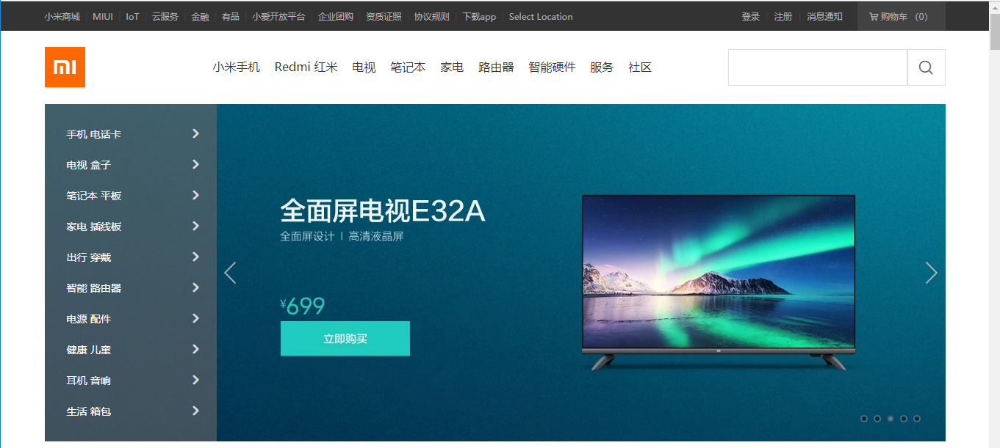 小米商城 MIUI IoT 云服务 金融 有品 小爱开放平台 企业团购 资质证照 协议规则 下载app Select Location 登录 注册 消息通知 购物车 (0)
mi 小米手机 Redmi 红米 电视 笔记本 家电 路由器 智能硬件 服务 社区
手机 电话卡
电视 盒子
笔记本 平板
家电 插线板
出行 穿戴
智能 路由器
电源 配件
健康 儿童
耳机 音响
生活 箱包
全面屏电视E32A
全面屏设计 | 高清液晶屏
¥699
立即购买